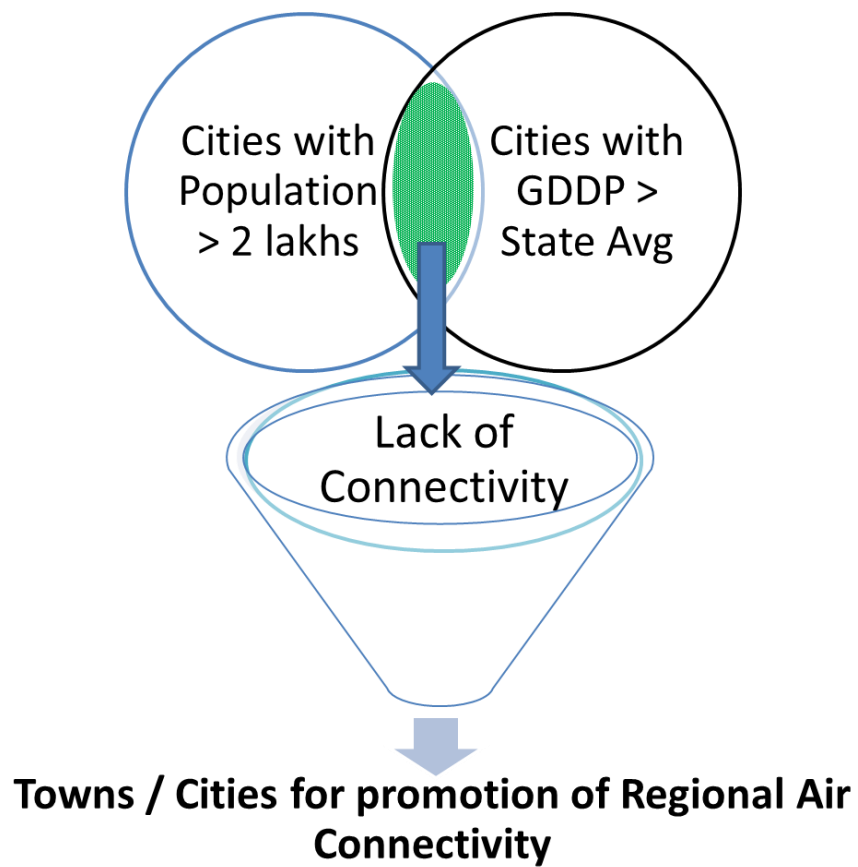 Cities with
Population
> 2 lakhs
Cities with
GDDP >
State Avg
Lack of
Connectivity
Towns / Cities for promotion of Regional Air
Connectivity